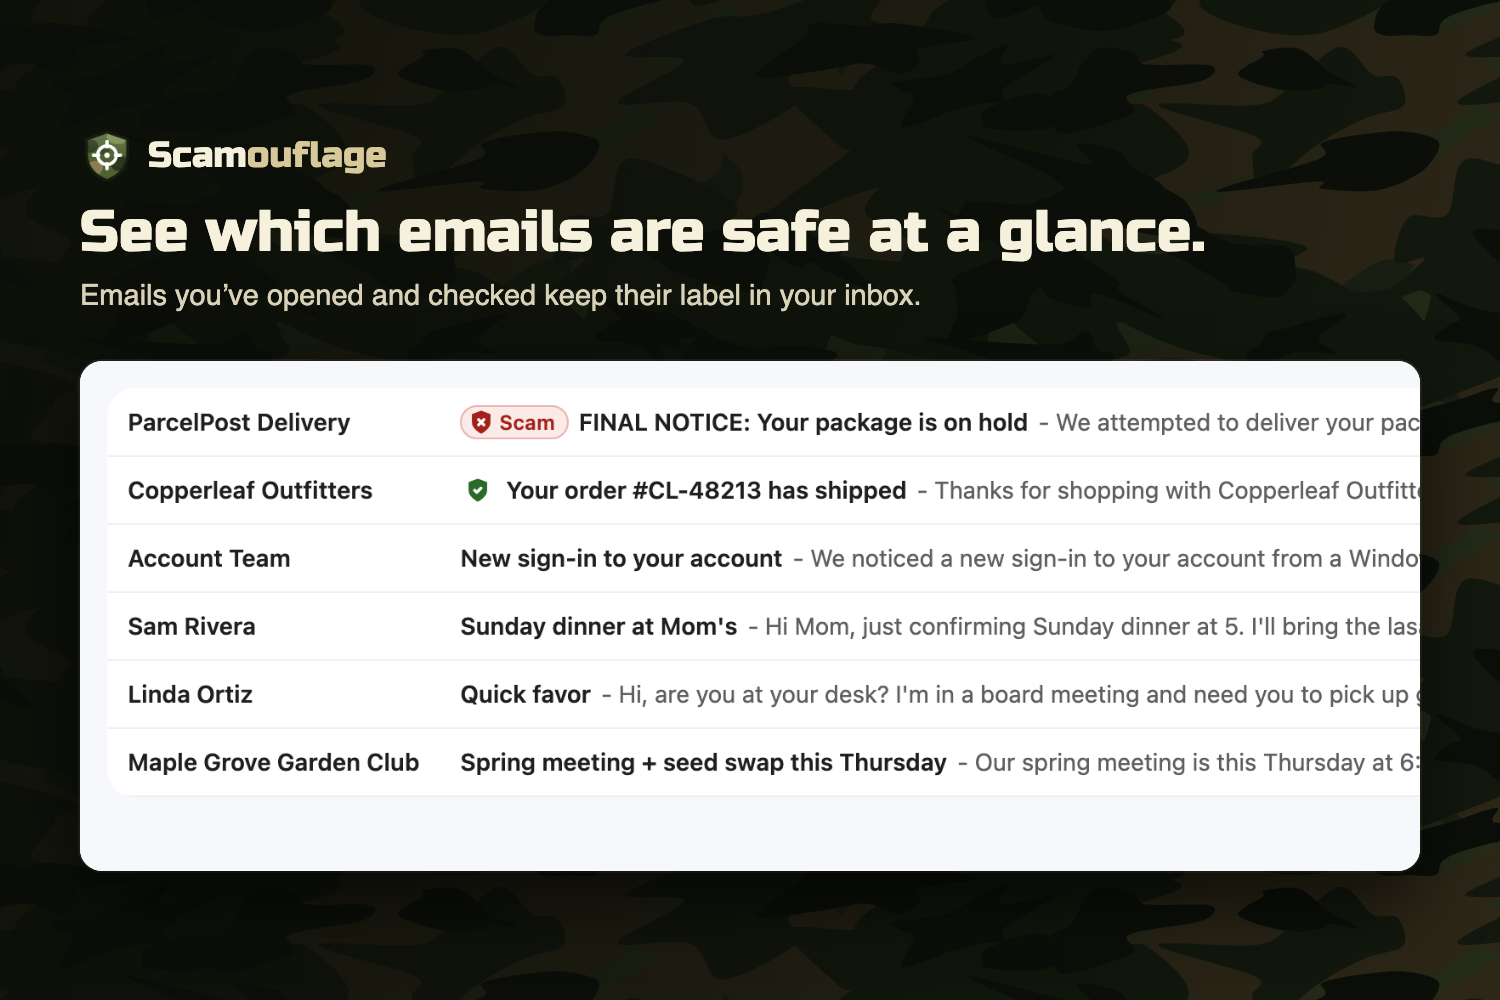 Scamouflage
See which emails are safe at a glance.
Emails you’ve opened and checked keep their label in your inbox.
ParcelPost Delivery Scam FINAL NOTICE: Your package is on hold - We attempted to deliver your pac
Copperleaf Outfitters Your order #CL-48213 has shipped - Thanks for shopping with Copperleaf Outfitt
Account Team New sign-in to your account - We noticed a new sign-in to your account from a Windo
Sam Rivera Sunday dinner at Mom's - Hi Mom, just confirming Sunday dinner at 5. I'll bring the las
Linda Ortiz Quick favor - Hi, are you at your desk? I'm in a board meeting and need you to pick up
Maple Grove Garden Club Spring meeting + seed swap this Thursday - Our spring meeting is this Thursday at 6: